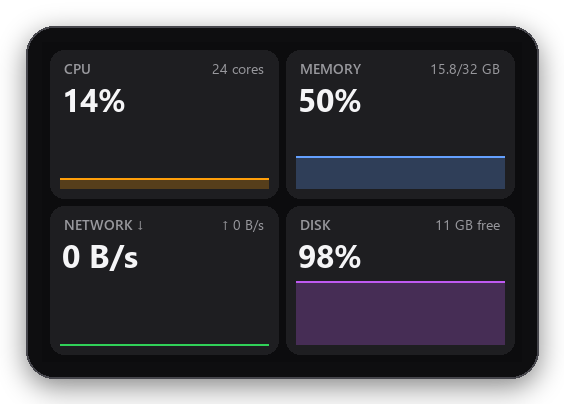 CPU 24 cores
14%
MEMORY 15.8/32 GB
50%
NETWORK ↓ ↑ 0 B/s
0 B/s
DISK 11 GB free
98%